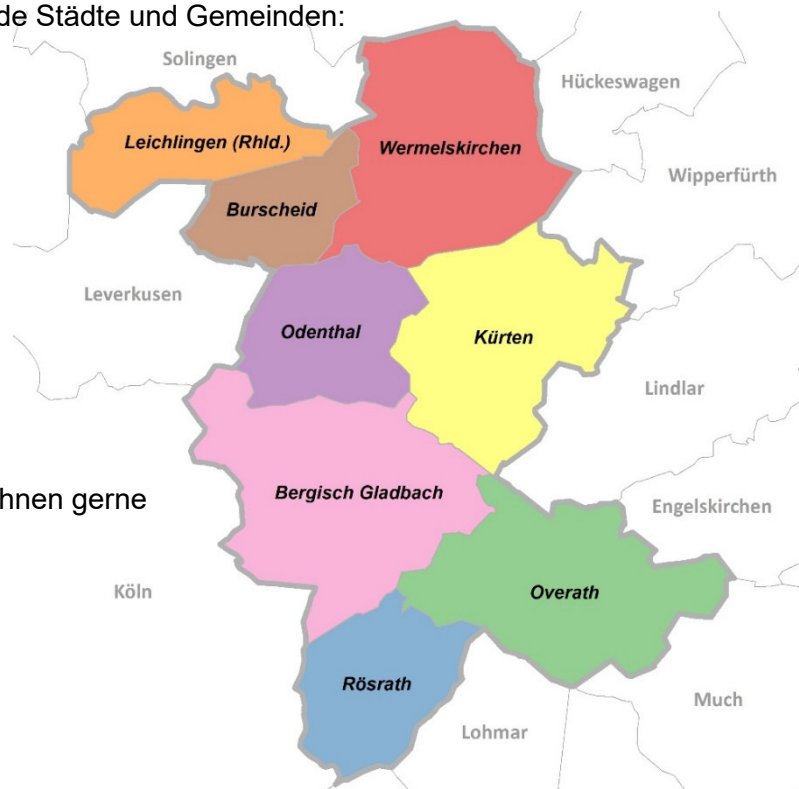 de Städte und Gemeinden:
Solingen
Hückeswagen
Leichlingen (Rhld.)
Wermelskirchen
Wipperfürth
Burscheid
Leverkusen
Odenthal
Kürten
Lindlar
Bergisch Gladbach
hnen gerne
Engelskirchen
Köln
Overath
Rösrath
Much
Lohmar